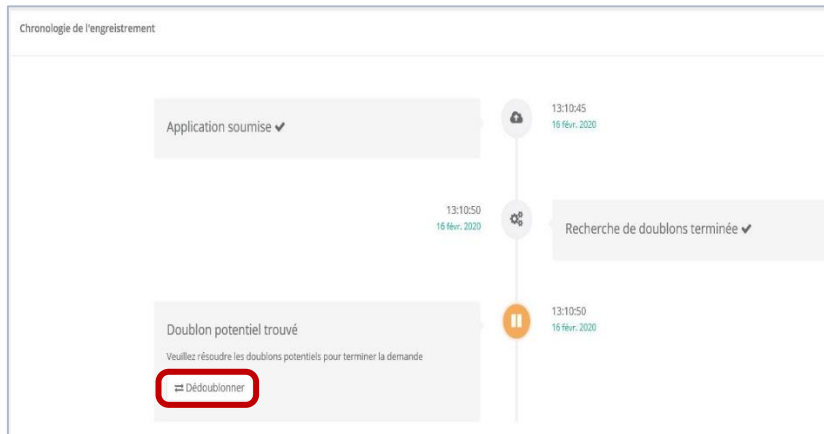 Chronologie de l'engreistrement
Application soumise ✔
13:10:45
16 févr. 2020
13:10:50
16 févr. 2020
Recherche de doublons terminée ✔
Doublon potentiel trouvé
13:10:50
16 févr. 2020
Veuillez résoudre les doublons potentiels pour terminer la demande
Dédoublonner